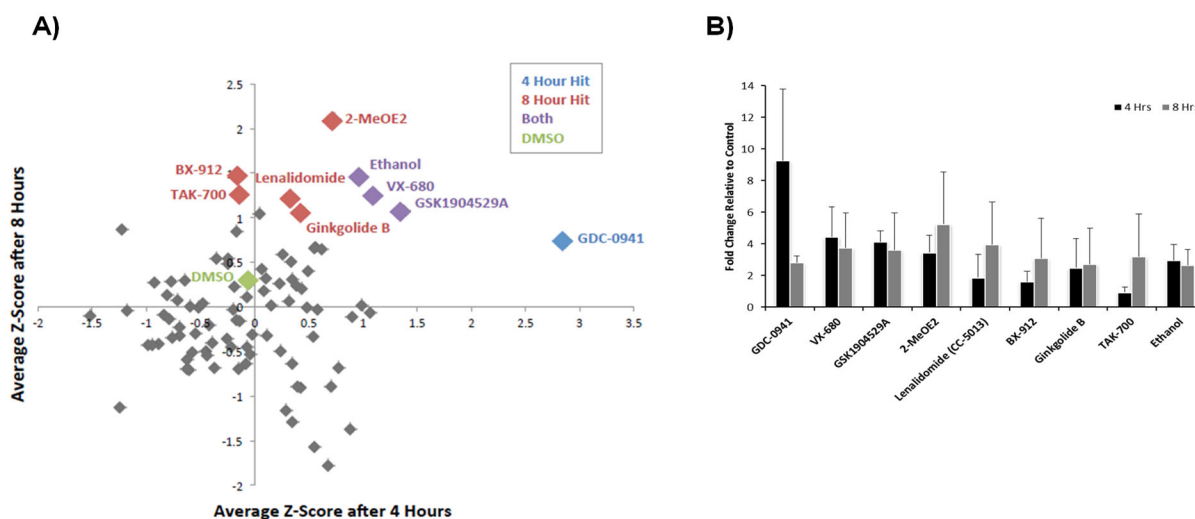 A)
B)
Average Z-Score after 8 Hours
2.5
2
1.5
1
0.5
0
-0.5
-1
-1.5
-2
-2
-1.5
-1
-0.5
0
0.5
1
1.5
2
2.5
3
3.5
Average Z-Score after 4 Hours
4 Hour Hit
8 Hour Hit
Both
DMSO
2-MeOE2
BX-912
TAK-700
Lenalidomide
Ethanol
VX-680
GSK1904529A
Ginkgolide B
GDC-0941
DMSO
Fold Change Relative to Control
14
12
10
8
6
4
2
0
4 Hrs
8 Hr
GDC-0941
VX-680
GSK1904529A
2-MeOE2
Lenalidomide (CC-5013)
BX-912
Ginkgolide B
TAK-700
Ethanol